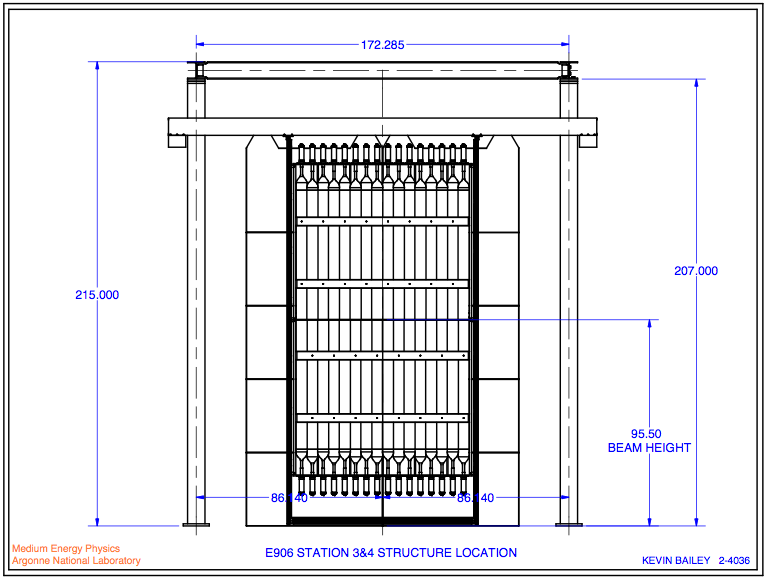 172.285
207.000
215.000
95.50
BEAM HEIGHT
86.140
86.140
E906 STATION 3&4 STRUCTURE LOCATION
Medium Energy Physics
Argonne National Laboratory
KEVIN BAILEY 2-4036